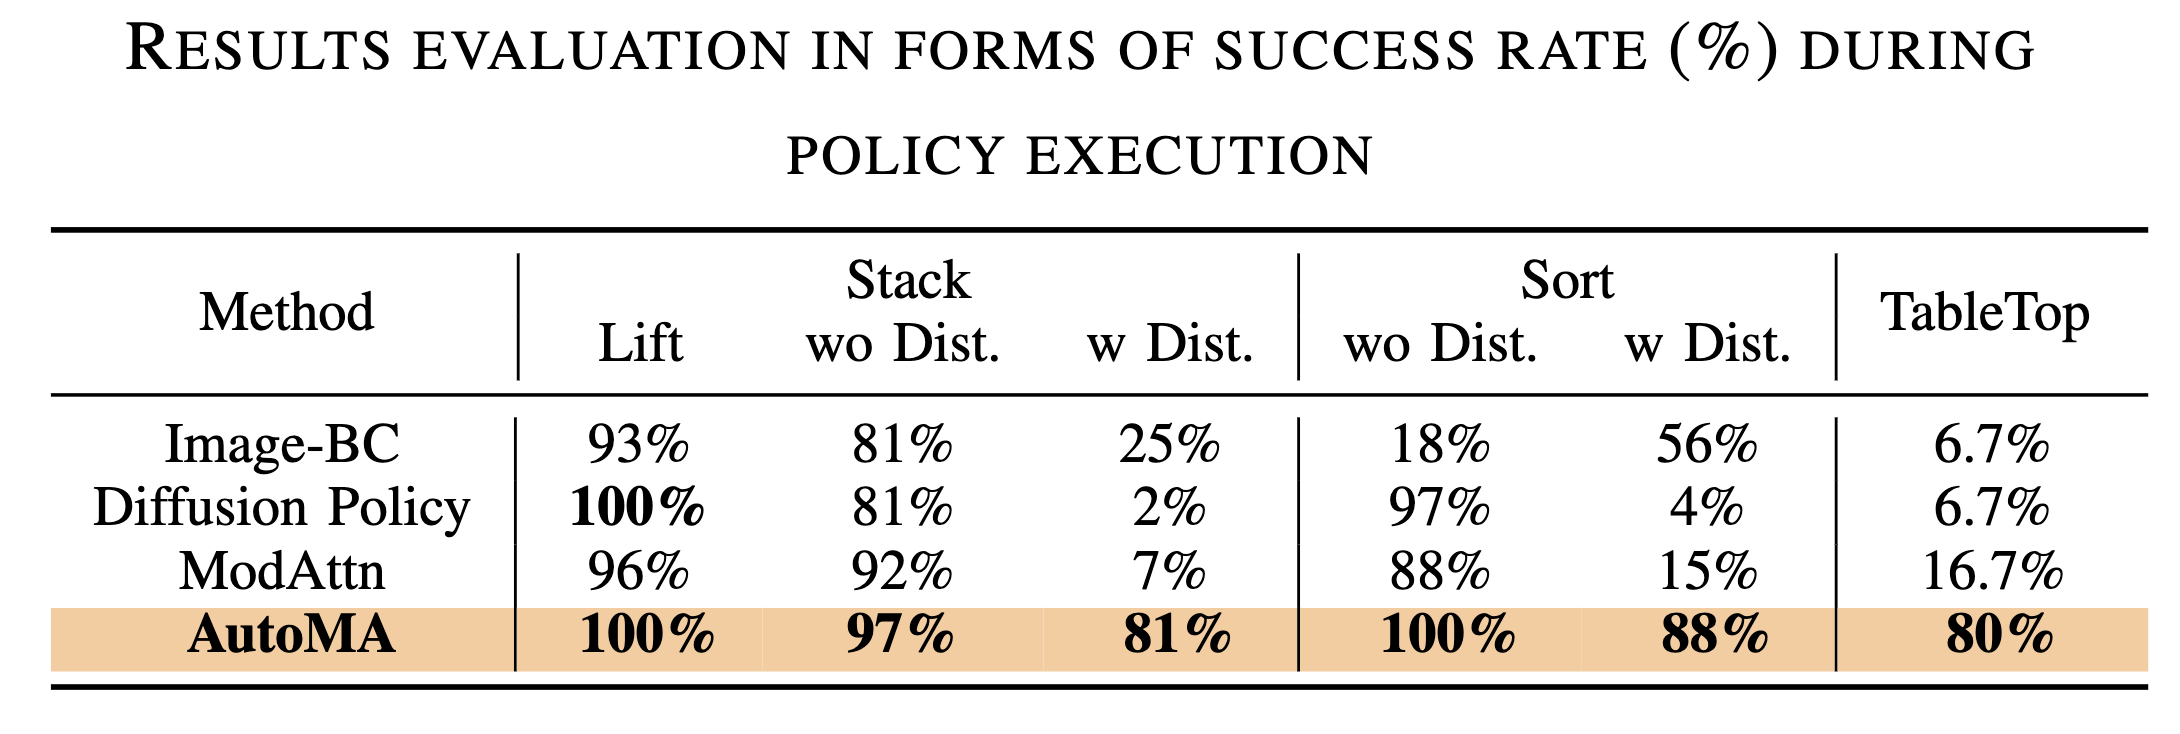 RESULTS EVALUATION IN FORMS OF SUCCESS RATE (%) DURING
POLICY EXECUTION
Method Stack Sort TableTop
Lift wo Dist. w Dist. wo Dist. w Dist.
Image-BC 93% 81% 25% 18% 56% 6.7%
Diffusion Policy 100% 81% 2% 97% 4% 6.7%
ModAttn 96% 92% 7% 88% 15% 16.7%
AutoMA 100% 97% 81% 100% 88% 80%